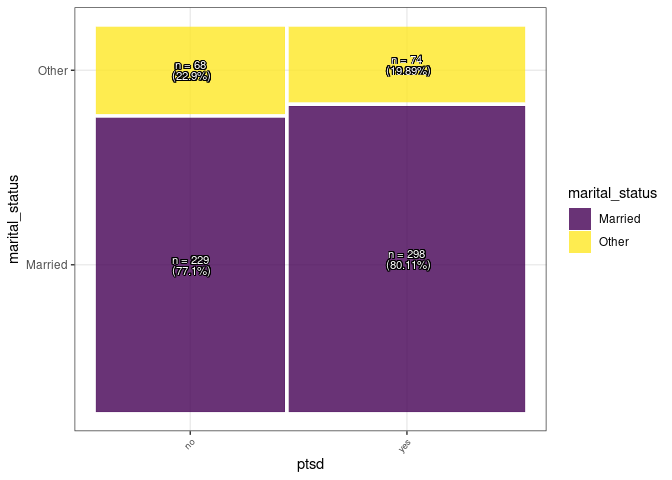 marital_status
Other
Married
n = 68
(22.9%)
n = 74
(19.89%)
n = 229
(77.1%)
n = 298
(80.11%)
no
yes
ptsd
marital_status
Married
Other